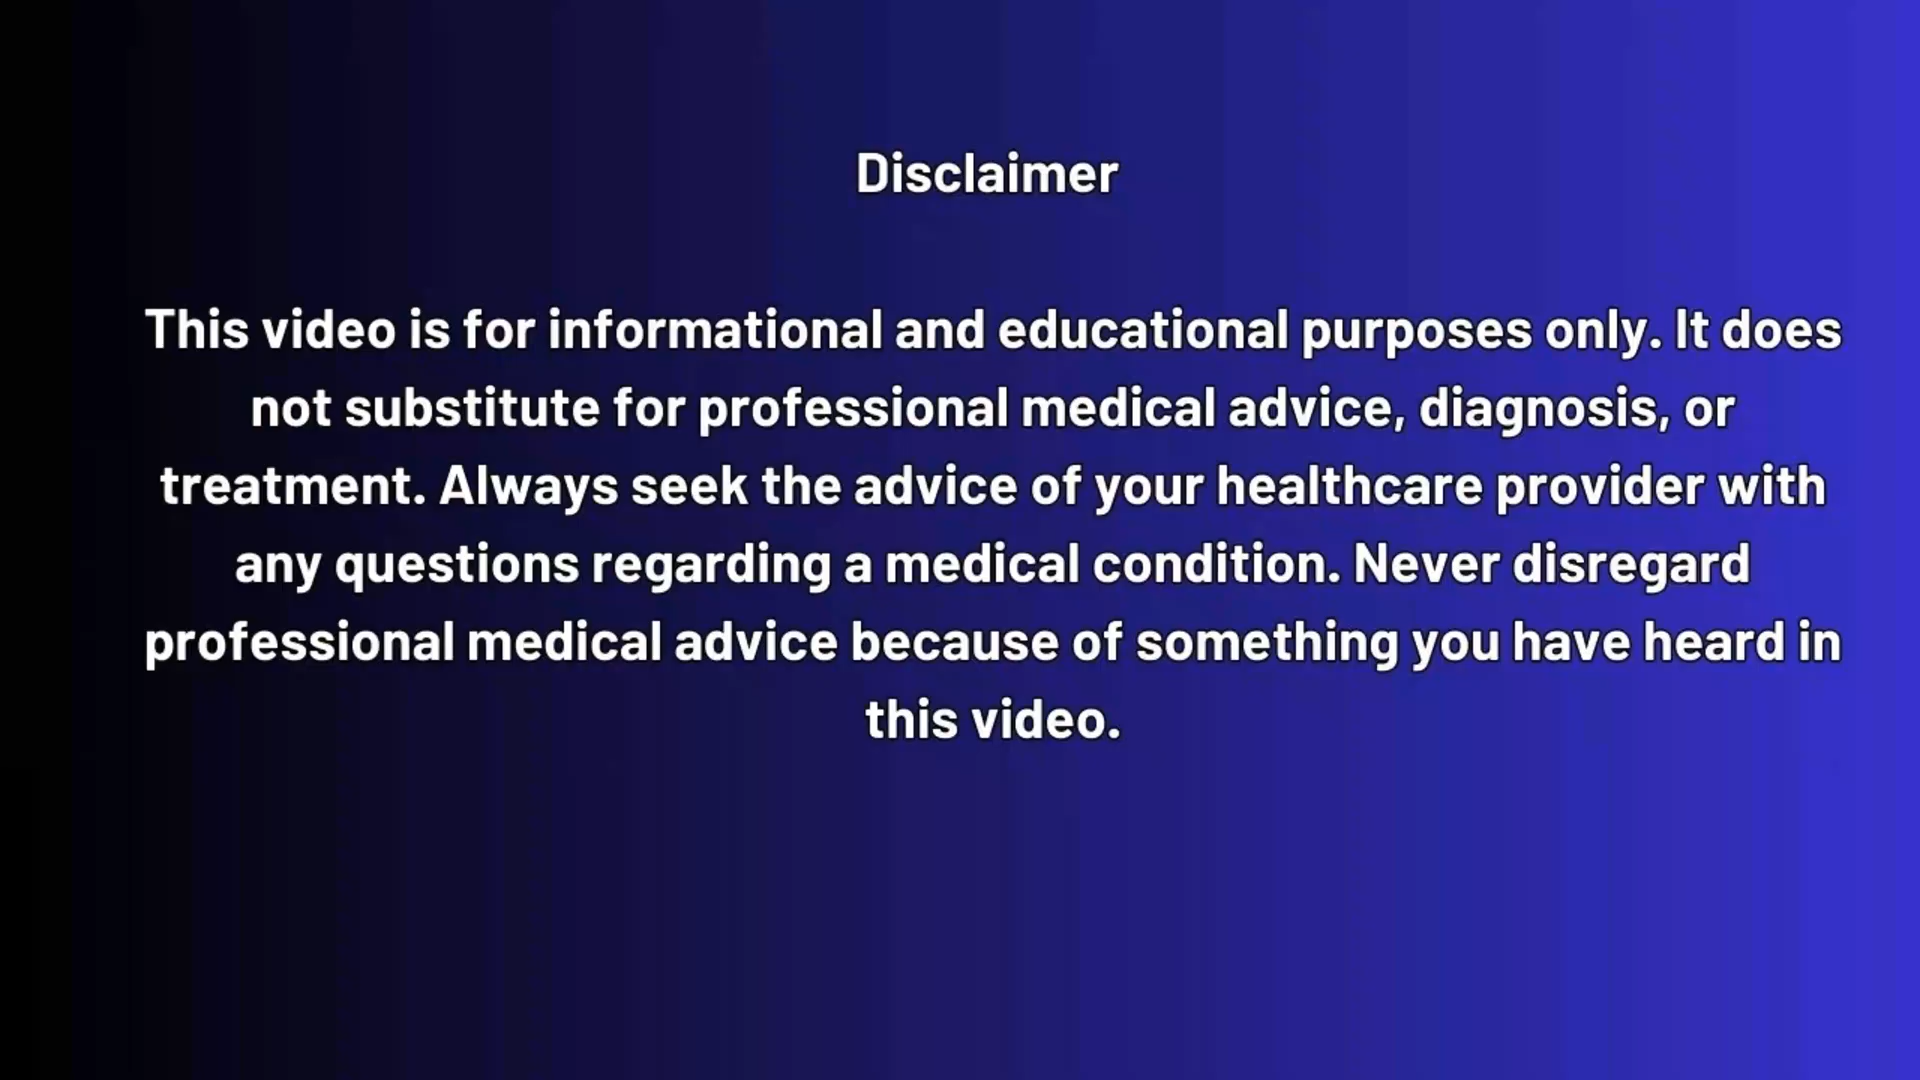 Disclaimer
This video is for informational and educational purposes only. It does
not substitute for professional medical advice, diagnosis, or
treatment. Always seek the advice of your healthcare provider with
any questions regarding a medical condition. Never disregard
professional medical advice because of something you have heard in
this video.